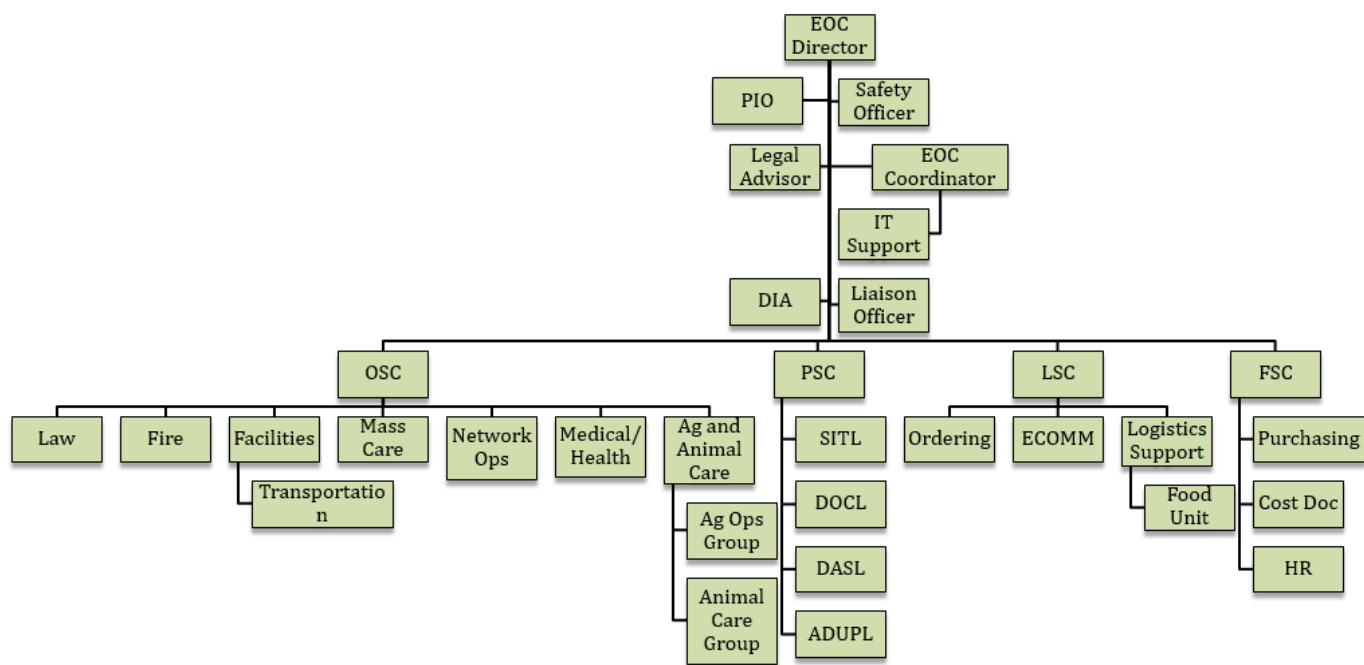 EOC
Director
PIO
Safety
Officer
Legal
Advisor
EOC
Coordinator
IT
Support
DIA
Liaison
Officer
OSC
PSC
LSC
FSC
Law
Fire
Facilities
Mass
Care
Network
Ops
Medical/
Health
Ag and
Animal
Care
Transportatio
n
Ag Ops
Group
Animal
Care
Group
SITL
DOCL
DASL
ADUPL
Ordering
ECOMM
Logistics
Support
Food
Unit
Purchasing
Cost Doc
HR